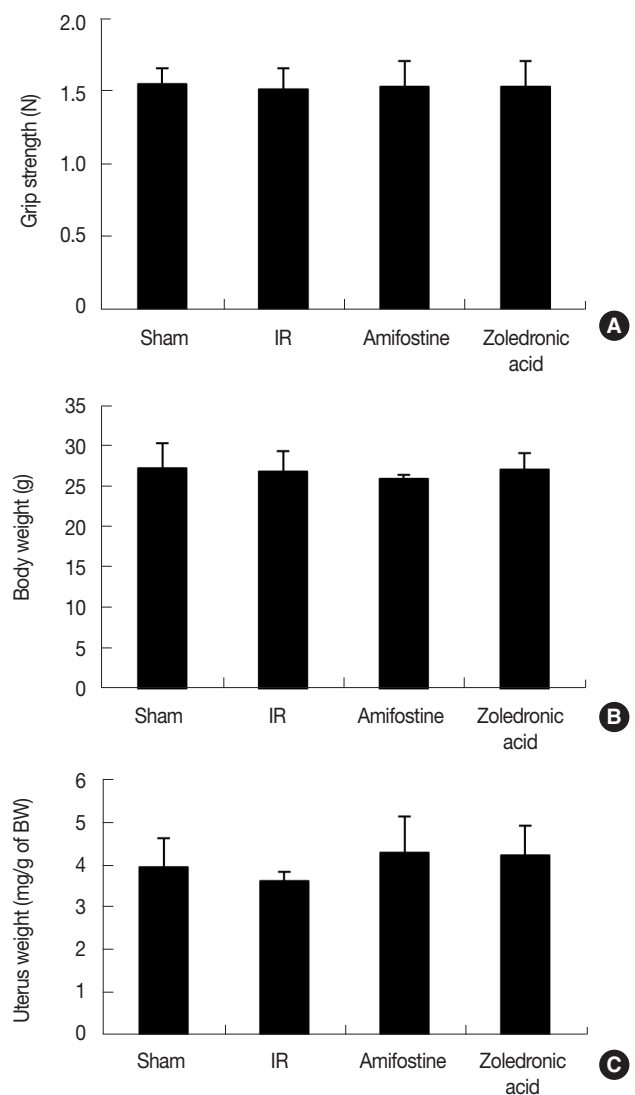 2.0
1.5
1.0
0.5
0
Grip strength (N)
Sham IR Amifostine Zoledronic
acid
A
35
30
25
20
15
10
5
0
Body weight (g)
Sham IR Amifostine Zoledronic
acid
B
6
5
4
3
2
1
0
Uterus weight (mg/g of BW)
Sham IR Amifostine Zoledronic
acid
C